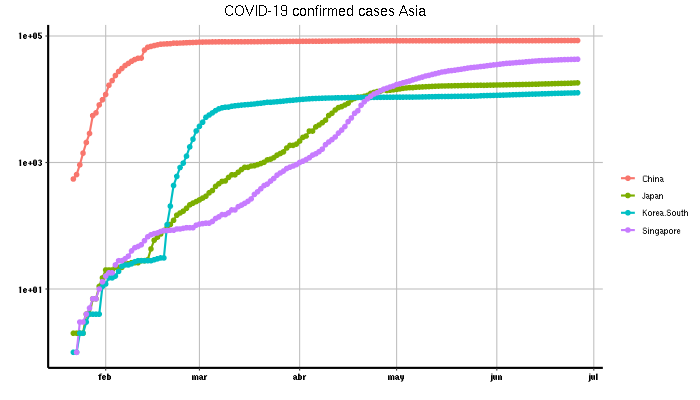 COVID-19 confirmed cases Asia
1e+05
1e+03
1e+01
feb mar abr may jun jul
China
Japan
Korea.South
Singapore